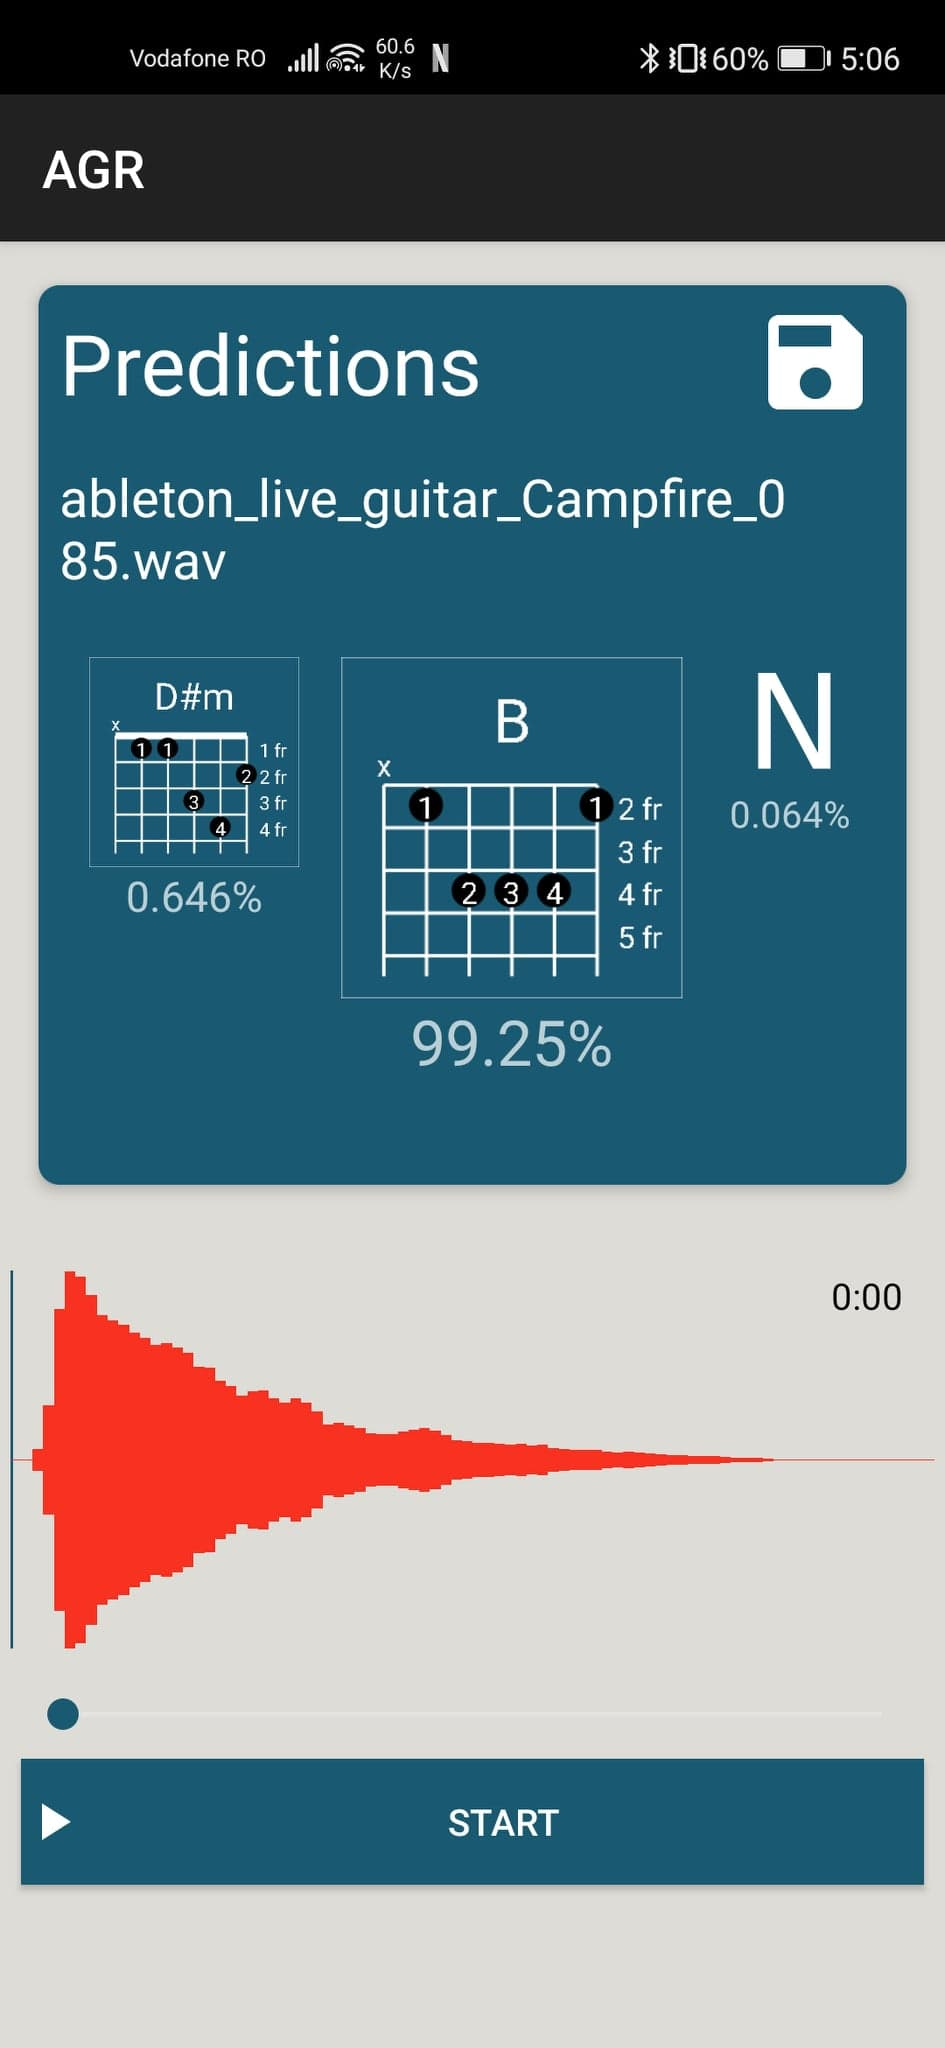 Vodafone RO 60.6 K/s N 60% 5:06
AGR
Predictions
ableton_live_guitar_Campfire_0
85.wav
D#m
x
1 1 1 fr
2 2 fr
3 3 fr
4 4 fr
0.646%
B
x
1 1 2 fr
3 fr
2 3 4 4 fr
5 fr
99.25%
N
0.064%
0:00
START